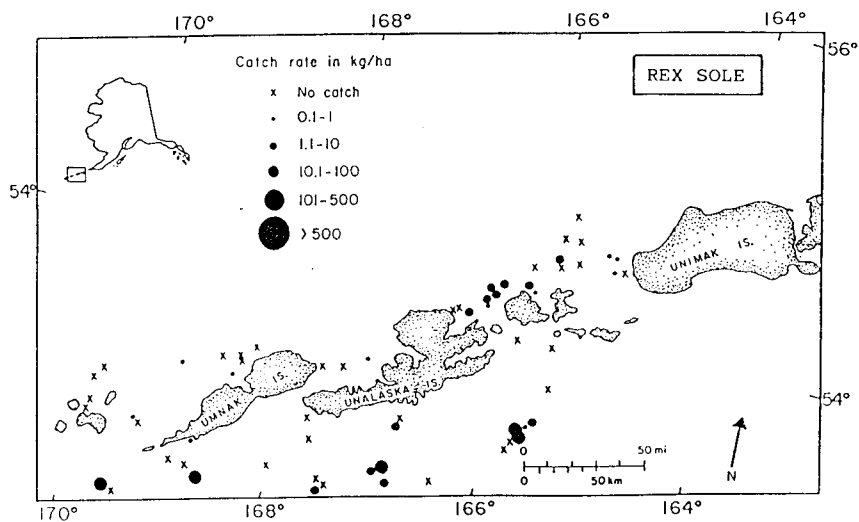 170° 168° 166° 164°
56°
REX SOLE
Catch rate in kg/ha
x No catch
0.1-1
1.1-10
10.1-100
101-500
> 500
54°
UNIMAK IS.
UMNAK IS.
UNALASKA IS.
54°
0 50 mi
0 50 km
N
170° 168° 166° 164°